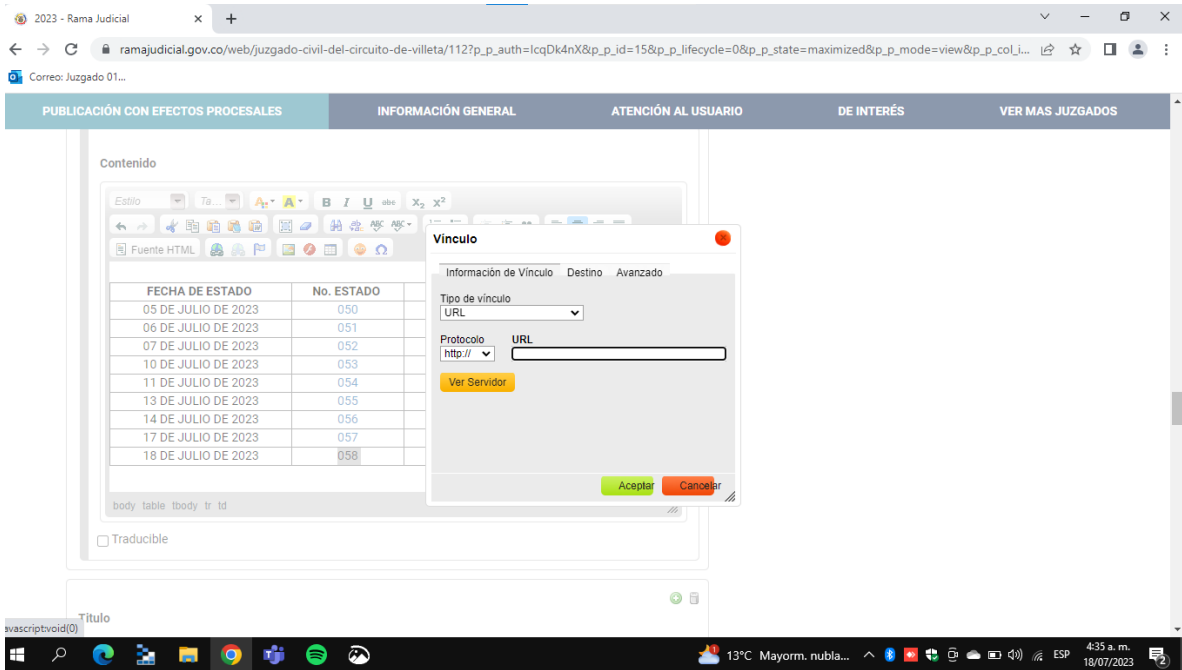 2023 - Rama Judicial
ramajudicial.gov.co/web/juzgado-civil-del-circuito-de-villeta/112?p_p_auth=IcqDk4nX&p_p_id=15&p_p_lifecycle=0&p_p_state=maximized&p_p_mode=view&p_p_col_i...
Correo: Juzgado 01...
PUBLICACIÓN CON EFECTOS PROCESALES INFORMACIÓN GENERAL ATENCIÓN AL USUARIO DE INTERÉS VER MAS JUZGADOS
Contenido
Estilo Ta... A A B I U abc X₂ X²
ABC ABC
Fuente HTML Ω
FECHA DE ESTADO No. ESTADO
05 DE JULIO DE 2023 050
06 DE JULIO DE 2023 051
07 DE JULIO DE 2023 052
10 DE JULIO DE 2023 053
11 DE JULIO DE 2023 054
13 DE JULIO DE 2023 055
14 DE JULIO DE 2023 056
17 DE JULIO DE 2023 057
18 DE JULIO DE 2023 058
body table tbody tr td
Traducible
Vínculo
Información de Vínculo Destino Avanzado
Tipo de vínculo
URL
Protocolo URL
http://
Ver Servidor
Aceptar Cancelar
Titulo
avascript:void(0)
13°C Mayorm. nubla... ESP 4:35 a. m.
18/07/2023 2